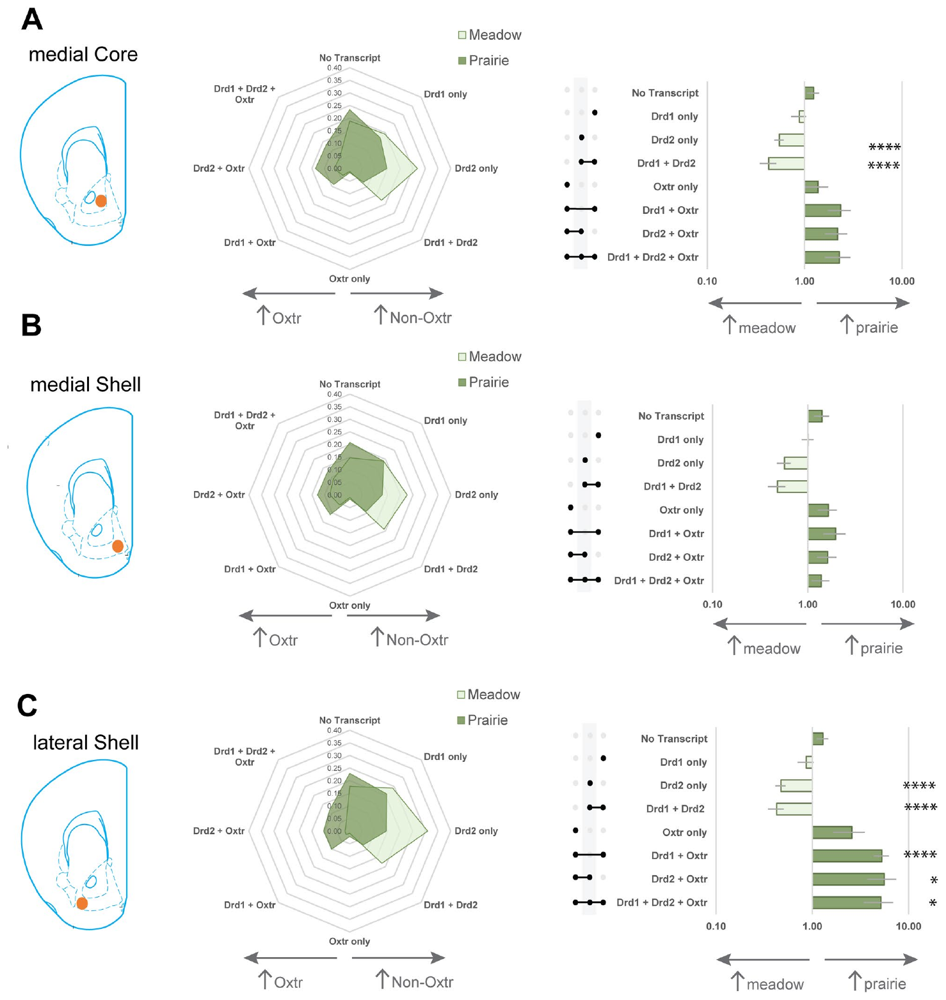 A
medial Core
Meadow
Prairie
No Transcript
0.40
0.35
0.30
0.25
0.20
0.15
0.10
0.05
0.00
Drd1 only
Drd2 only
Drd1 + Drd2
Oxtr only
Drd1 + Oxtr
Drd2 + Oxtr
Drd1 + Drd2 +
Oxtr
↑Oxtr
↑Non-Oxtr
No Transcript
Drd1 only
Drd2 only
****
Drd1 + Drd2
****
Oxtr only
Drd1 + Oxtr
Drd2 + Oxtr
Drd1 + Drd2 + Oxtr
0.10 1.00 10.00
↑meadow
↑prairie
B
medial Shell
Meadow
Prairie
No Transcript
0.40
0.35
0.30
0.25
0.20
0.15
0.10
0.05
0.00
Drd1 only
Drd2 only
Drd1 + Drd2
Oxtr only
Drd1 + Oxtr
Drd2 + Oxtr
Drd1 + Drd2 +
Oxtr
↑Oxtr
↑Non-Oxtr
No Transcript
Drd1 only
Drd2 only
Drd1 + Drd2
Oxtr only
Drd1 + Oxtr
Drd2 + Oxtr
Drd1 + Drd2 + Oxtr
0.10 1.00 10.00
↑meadow
↑prairie
C
lateral Shell
Meadow
Prairie
No Transcript
0.40
0.35
0.30
0.25
0.20
0.15
0.10
0.05
0.00
Drd1 only
Drd2 only
Drd1 + Drd2
Oxtr only
Drd1 + Oxtr
Drd2 + Oxtr
Drd1 + Drd2 +
Oxtr
↑Oxtr
↑Non-Oxtr
No Transcript
Drd1 only
Drd2 only ****
Drd1 + Drd2 ****
Oxtr only
Drd1 + Oxtr ****
Drd2 + Oxtr *
Drd1 + Drd2 + Oxtr *
0.10 1.00 10.00
↑meadow
↑prairie